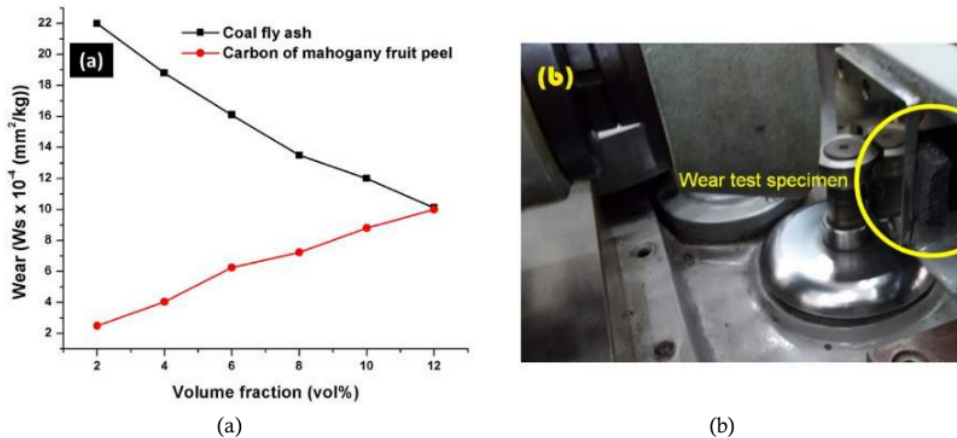 22
20
18
16
14
12
10
8
6
4
2
Wear (Ws x 10⁻⁴ (mm²/kg))
(a)
Coal fly ash
Carbon of mahogany fruit peel
2 4 6 8 10 12
Volume fraction (vol%)
(a)
(b)
Wear test specimen
(b)